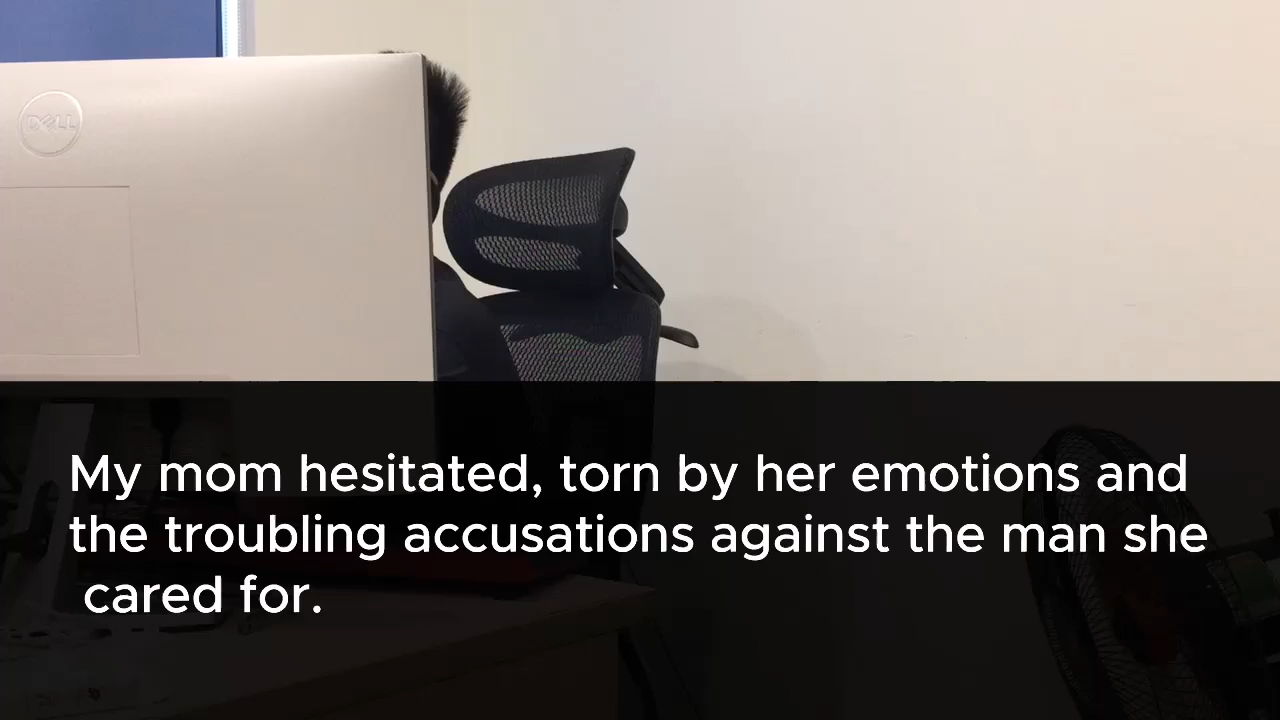 DELL
My mom hesitated, torn by her emotions and
the troubling accusations against the man she
cared for.